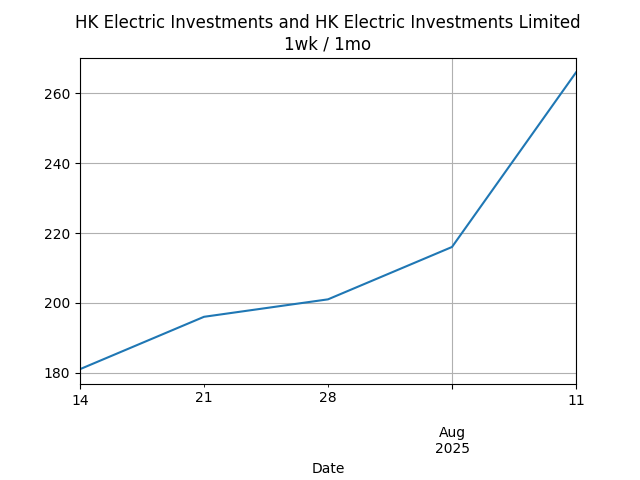 HK Electric Investments and HK Electric Investments Limited
1wk / 1mo
260
240
220
200
180
14
21
28
11
Aug
2025
Date